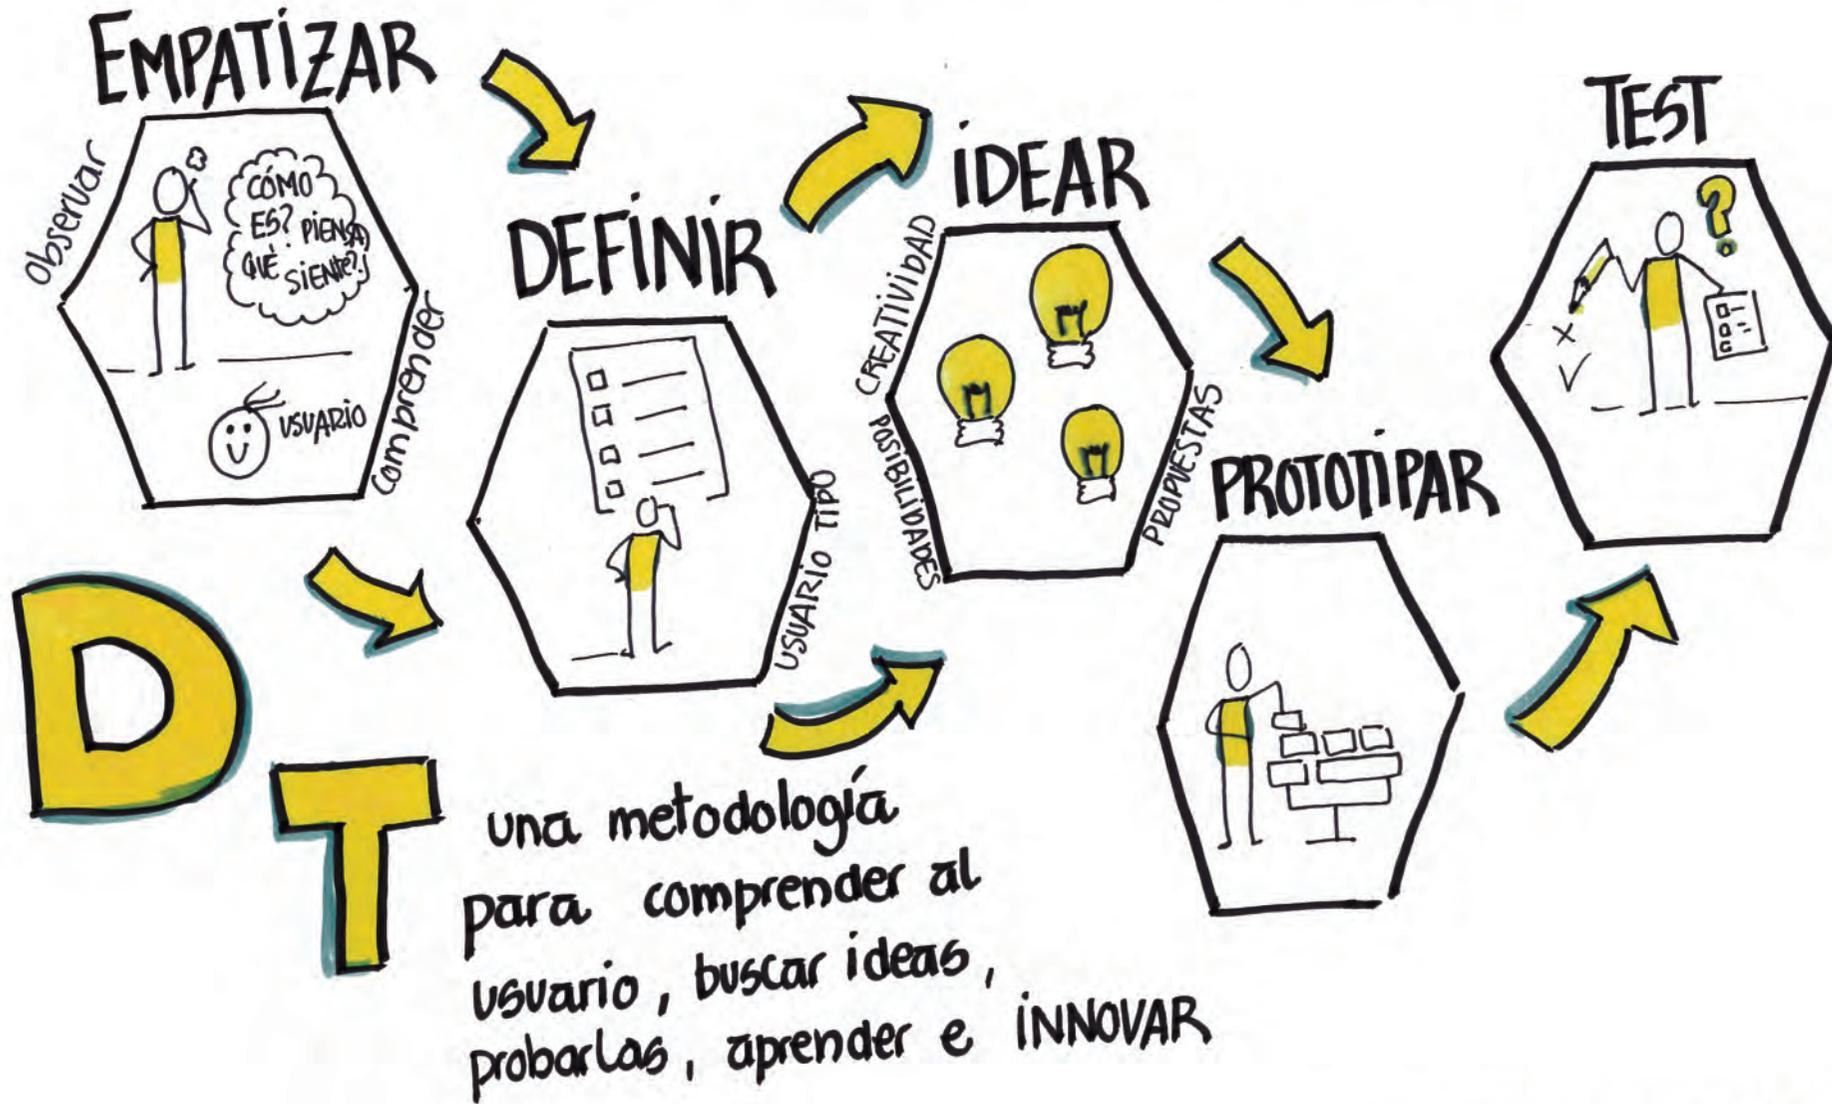 EMPATIZAR
Observar
CÓMO
ES? PIENSA,
QUÉ SIENTE?
USUARIO
Comprender
DEFINIR
USUARIO TIPO
IDEAR
CREATIVIDAD
POSIBILIDADES
PROPUESTAS
PROTOTIPAR
TEST
?
DT
una metodología
para comprender al
usuario, buscar ideas,
probarlas, aprender e INNOVAR